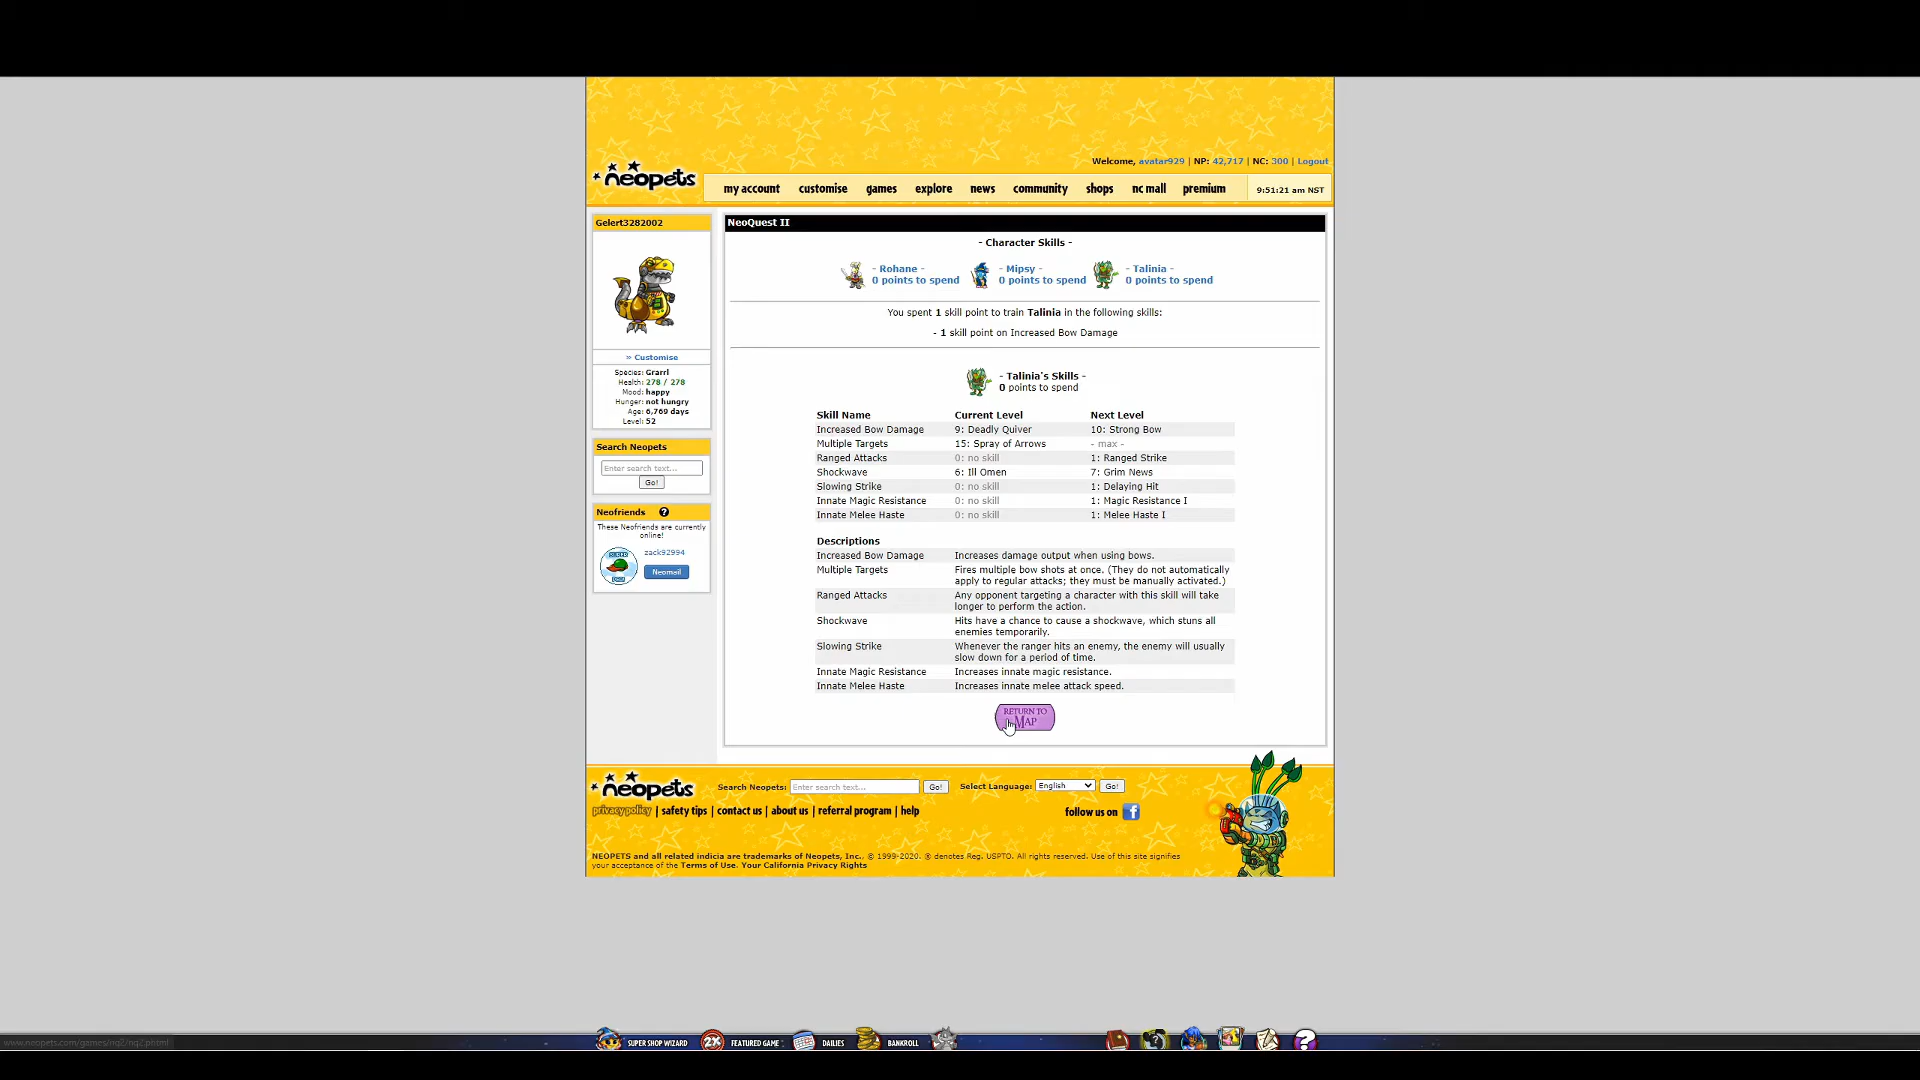 Welcome, avatar929 | NP: 42,717 | NC: 300 | Logout
neopets
my account customise games explore news community shops nc mall premium 9:51:21 am NST
Gelert3282002
» Customise
Species: Grarrl
Health: 278 / 278
Mood: happy
Hunger: not hungry
Age: 6,769 days
Level: 52
Search Neopets
Enter search text...
Go!
Neofriends ?
These Neofriends are currently
online!
zack92994
Neomail
NeoQuest II
- Character Skills -
- Rohane - - Mipsy - - Talinia -
0 points to spend 0 points to spend 0 points to spend
You spent 1 skill point to train Talinia in the following skills:
- 1 skill point on Increased Bow Damage
- Talinia's Skills -
0 points to spend
Skill Name Current Level Next Level
Increased Bow Damage 9: Deadly Quiver 10: Strong Bow
Multiple Targets 15: Spray of Arrows - max -
Ranged Attacks 0: no skill 1: Ranged Strike
Shockwave 6: Ill Omen 7: Grim News
Slowing Strike 0: no skill 1: Delaying Hit
Innate Magic Resistance 0: no skill 1: Magic Resistance I
Innate Melee Haste 0: no skill 1: Melee Haste I
Descriptions
Increased Bow Damage Increases damage output when using bows.
Multiple Targets Fires multiple bow shots at once. (They do not automatically
apply to regular attacks; they must be manually activated.)
Ranged Attacks Any opponent targeting a character with this skill will take
longer to perform the action.
Shockwave Hits have a chance to cause a shockwave, which stuns all
enemies temporarily.
Slowing Strike Whenever the ranger hits an enemy, the enemy will usually
slow down for a period of time.
Innate Magic Resistance Increases innate magic resistance.
Innate Melee Haste Increases innate melee attack speed.
RETURN TO
MAP
neopets
Search Neopets: Enter search text... Go! Select Language: English Go!
privacy policy | safety tips | contact us | about us | referral program | help
follow us on f
NEOPETS and all related indicia are trademarks of Neopets, Inc., © 1999-2020. ® denotes Reg. USPTO. All rights reserved. Use of this site signifies
your acceptance of the Terms of Use. Your California Privacy Rights
www.neopets.com/games/nq2/nq2.phtml
SUPER SHOP WIZARD 2X FEATURED GAME DAILIES BANKROLL ? ?